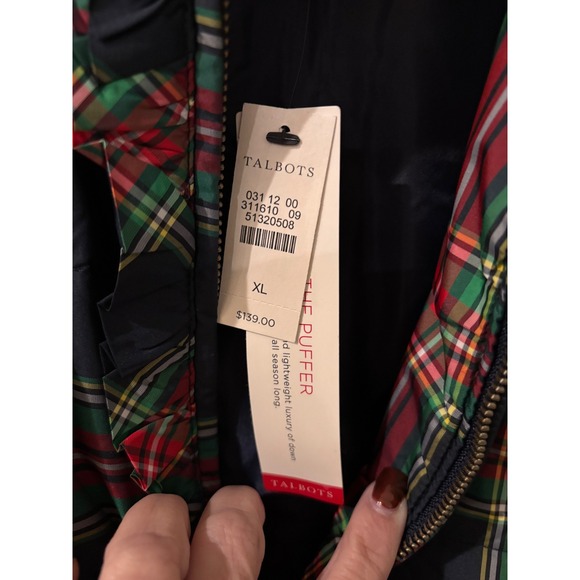 TALBOTS
031 12 00
311610 09
51320508
XL
$139.00
THE PUFFER
lightweight luxury of down
all season long.
TALBOTS